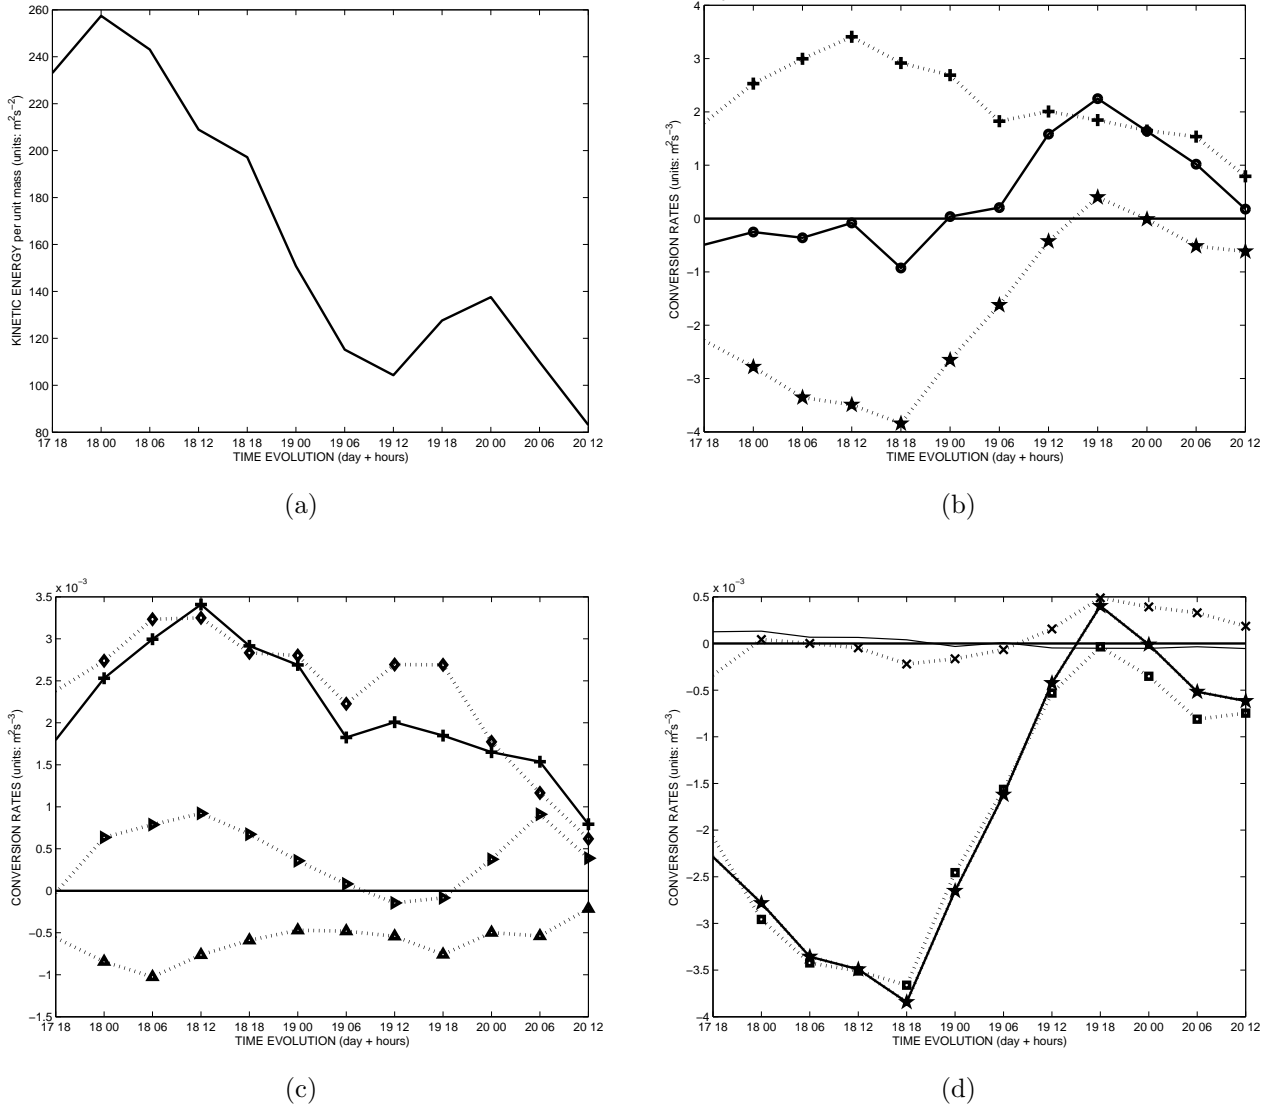 260
240
220
200
180
160
140
120
100
80
KINETIC ENERGY per unit mass (units: m²s⁻²)
17 18 18 00 18 06 18 12 18 18 19 00 19 06 19 12 19 18 20 00 20 06 20 12
TIME EVOLUTION (day + hours)
(a)
4
3
2
1
0
−1
−2
−3
−4
CONVERSION RATES (units: m²s⁻³)
17 18 18 00 18 06 18 12 18 18 19 00 19 06 19 12 19 18 20 00 20 06 20 12
TIME EVOLUTION (day + hours)
(b)
x 10⁻³
3.5
3
2.5
2
1.5
1
0.5
0
−0.5
−1
−1.5
CONVERSION RATES (units: m²s⁻³)
17 18 18 00 18 06 18 12 18 18 19 00 19 06 19 12 19 18 20 00 20 06 20 12
TIME EVOLUTION (day + hours)
(c)
x 10⁻³
0.5
0
−0.5
−1
−1.5
−2
−2.5
−3
−3.5
−4
CONVERSION RATES (units: m²s⁻³)
17 18 18 00 18 06 18 12 18 18 19 00 19 06 19 12 19 18 20 00 20 06 20 12
TIME EVOLUTION (day + hours)
(d)